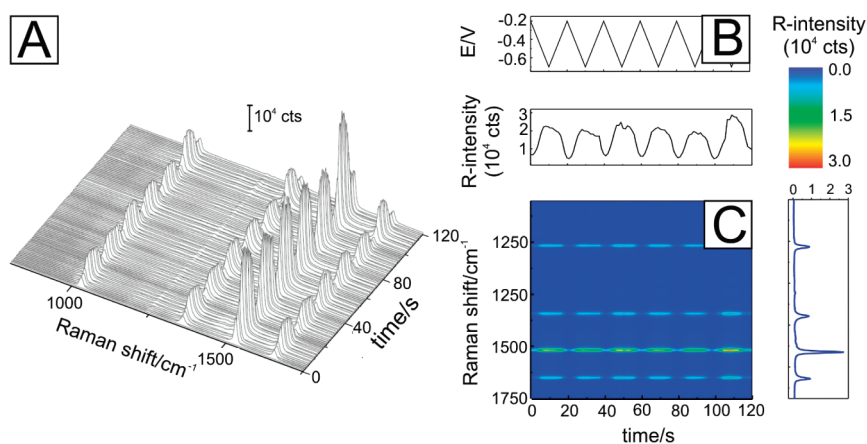 A
10⁴ cts
1000
1500
Raman shift/cm⁻¹
0
40
80
120
time/s
B
E/V
-0.2
-0.4
-0.6
R-intensity
(10⁴ cts)
3
2
1
C
Raman shift/cm⁻¹
1250
1250
1500
1750
0 20 40 60 80 100 120
time/s
R-intensity
(10⁴ cts)
0.0
1.5
3.0
0 1 2 3